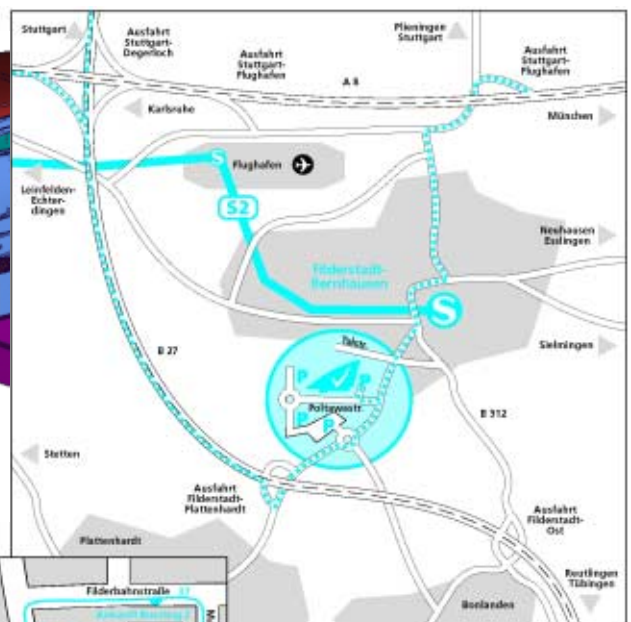 Stuttgart
Ausfahrt
Stuttgart-
Degerloch
Ausfahrt
Stuttgart-
Flughafen
Plieningen
Stuttgart
Ausfahrt
Stuttgart-
Flughafen
A 8
Karlsruhe
München
S
Flughafen
Leinfelden-
Echter-
dingen
S2
Neuhausen
Esslingen
Filderstadt-
Bernhausen
S
Talstr.
Sielmingen
B 27
P
P
Poltawastr.
P
P
B 312
Stetten
Ausfahrt
Filderstadt-
Plattenhardt
Ausfahrt
Filderstadt-
Ost
Plattenhardt
Reutlingen
Tübingen
Filderbahnstraße
Bonlanden